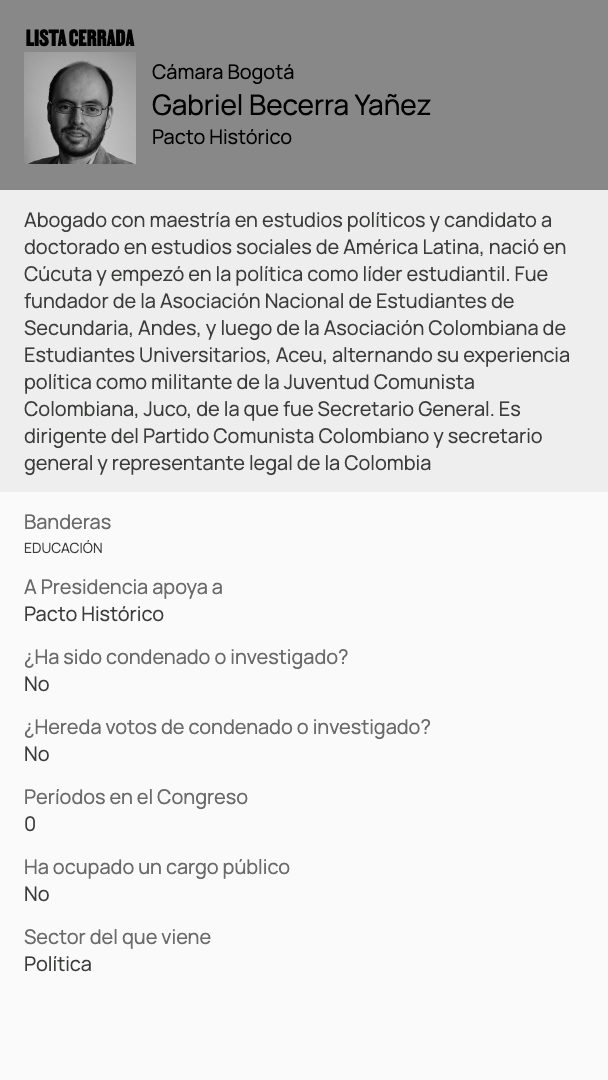 LISTA CERRADA
Cámara Bogotá
Gabriel Becerra Yañez
Pacto Histórico
Abogado con maestría en estudios políticos y candidato a
doctorado en estudios sociales de América Latina, nació en
Cúcuta y empezó en la política como líder estudiantil. Fue
fundador de la Asociación Nacional de Estudiantes de
Secundaria, Andes, y luego de la Asociación Colombiana de
Estudiantes Universitarios, Aceu, alternando su experiencia
política como militante de la Juventud Comunista
Colombiana, Juco, de la que fue Secretario General. Es
dirigente del Partido Comunista Colombiano y secretario
general y representante legal de la Colombia
Banderas
EDUCACIÓN
A Presidencia apoya a
Pacto Histórico
¿Ha sido condenado o investigado?
No
¿Hereda votos de condenado o investigado?
No
Períodos en el Congreso
0
Ha ocupado un cargo público
No
Sector del que viene
Política